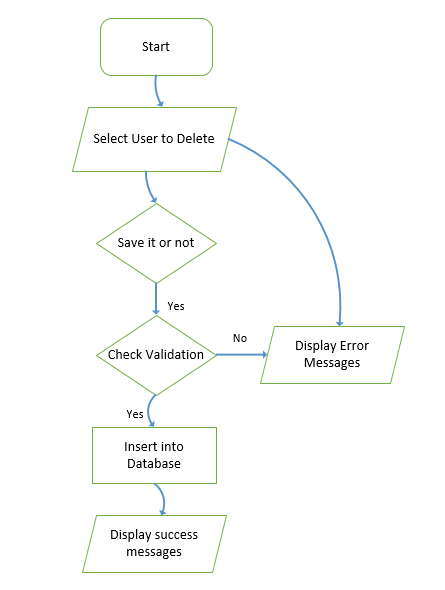 Start
Select User to Delete
Save it or not
Yes
Check Validation
No
Display Error
Messages
Yes
Insert into
Database
Display success
messages